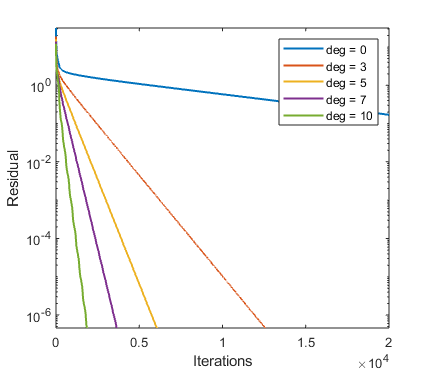 deg = 0
deg = 3
deg = 5
deg = 7
deg = 10
10^0
10^-2
10^-4
10^-6
Residual
0 0.5 1 1.5 2
×10^4
Iterations